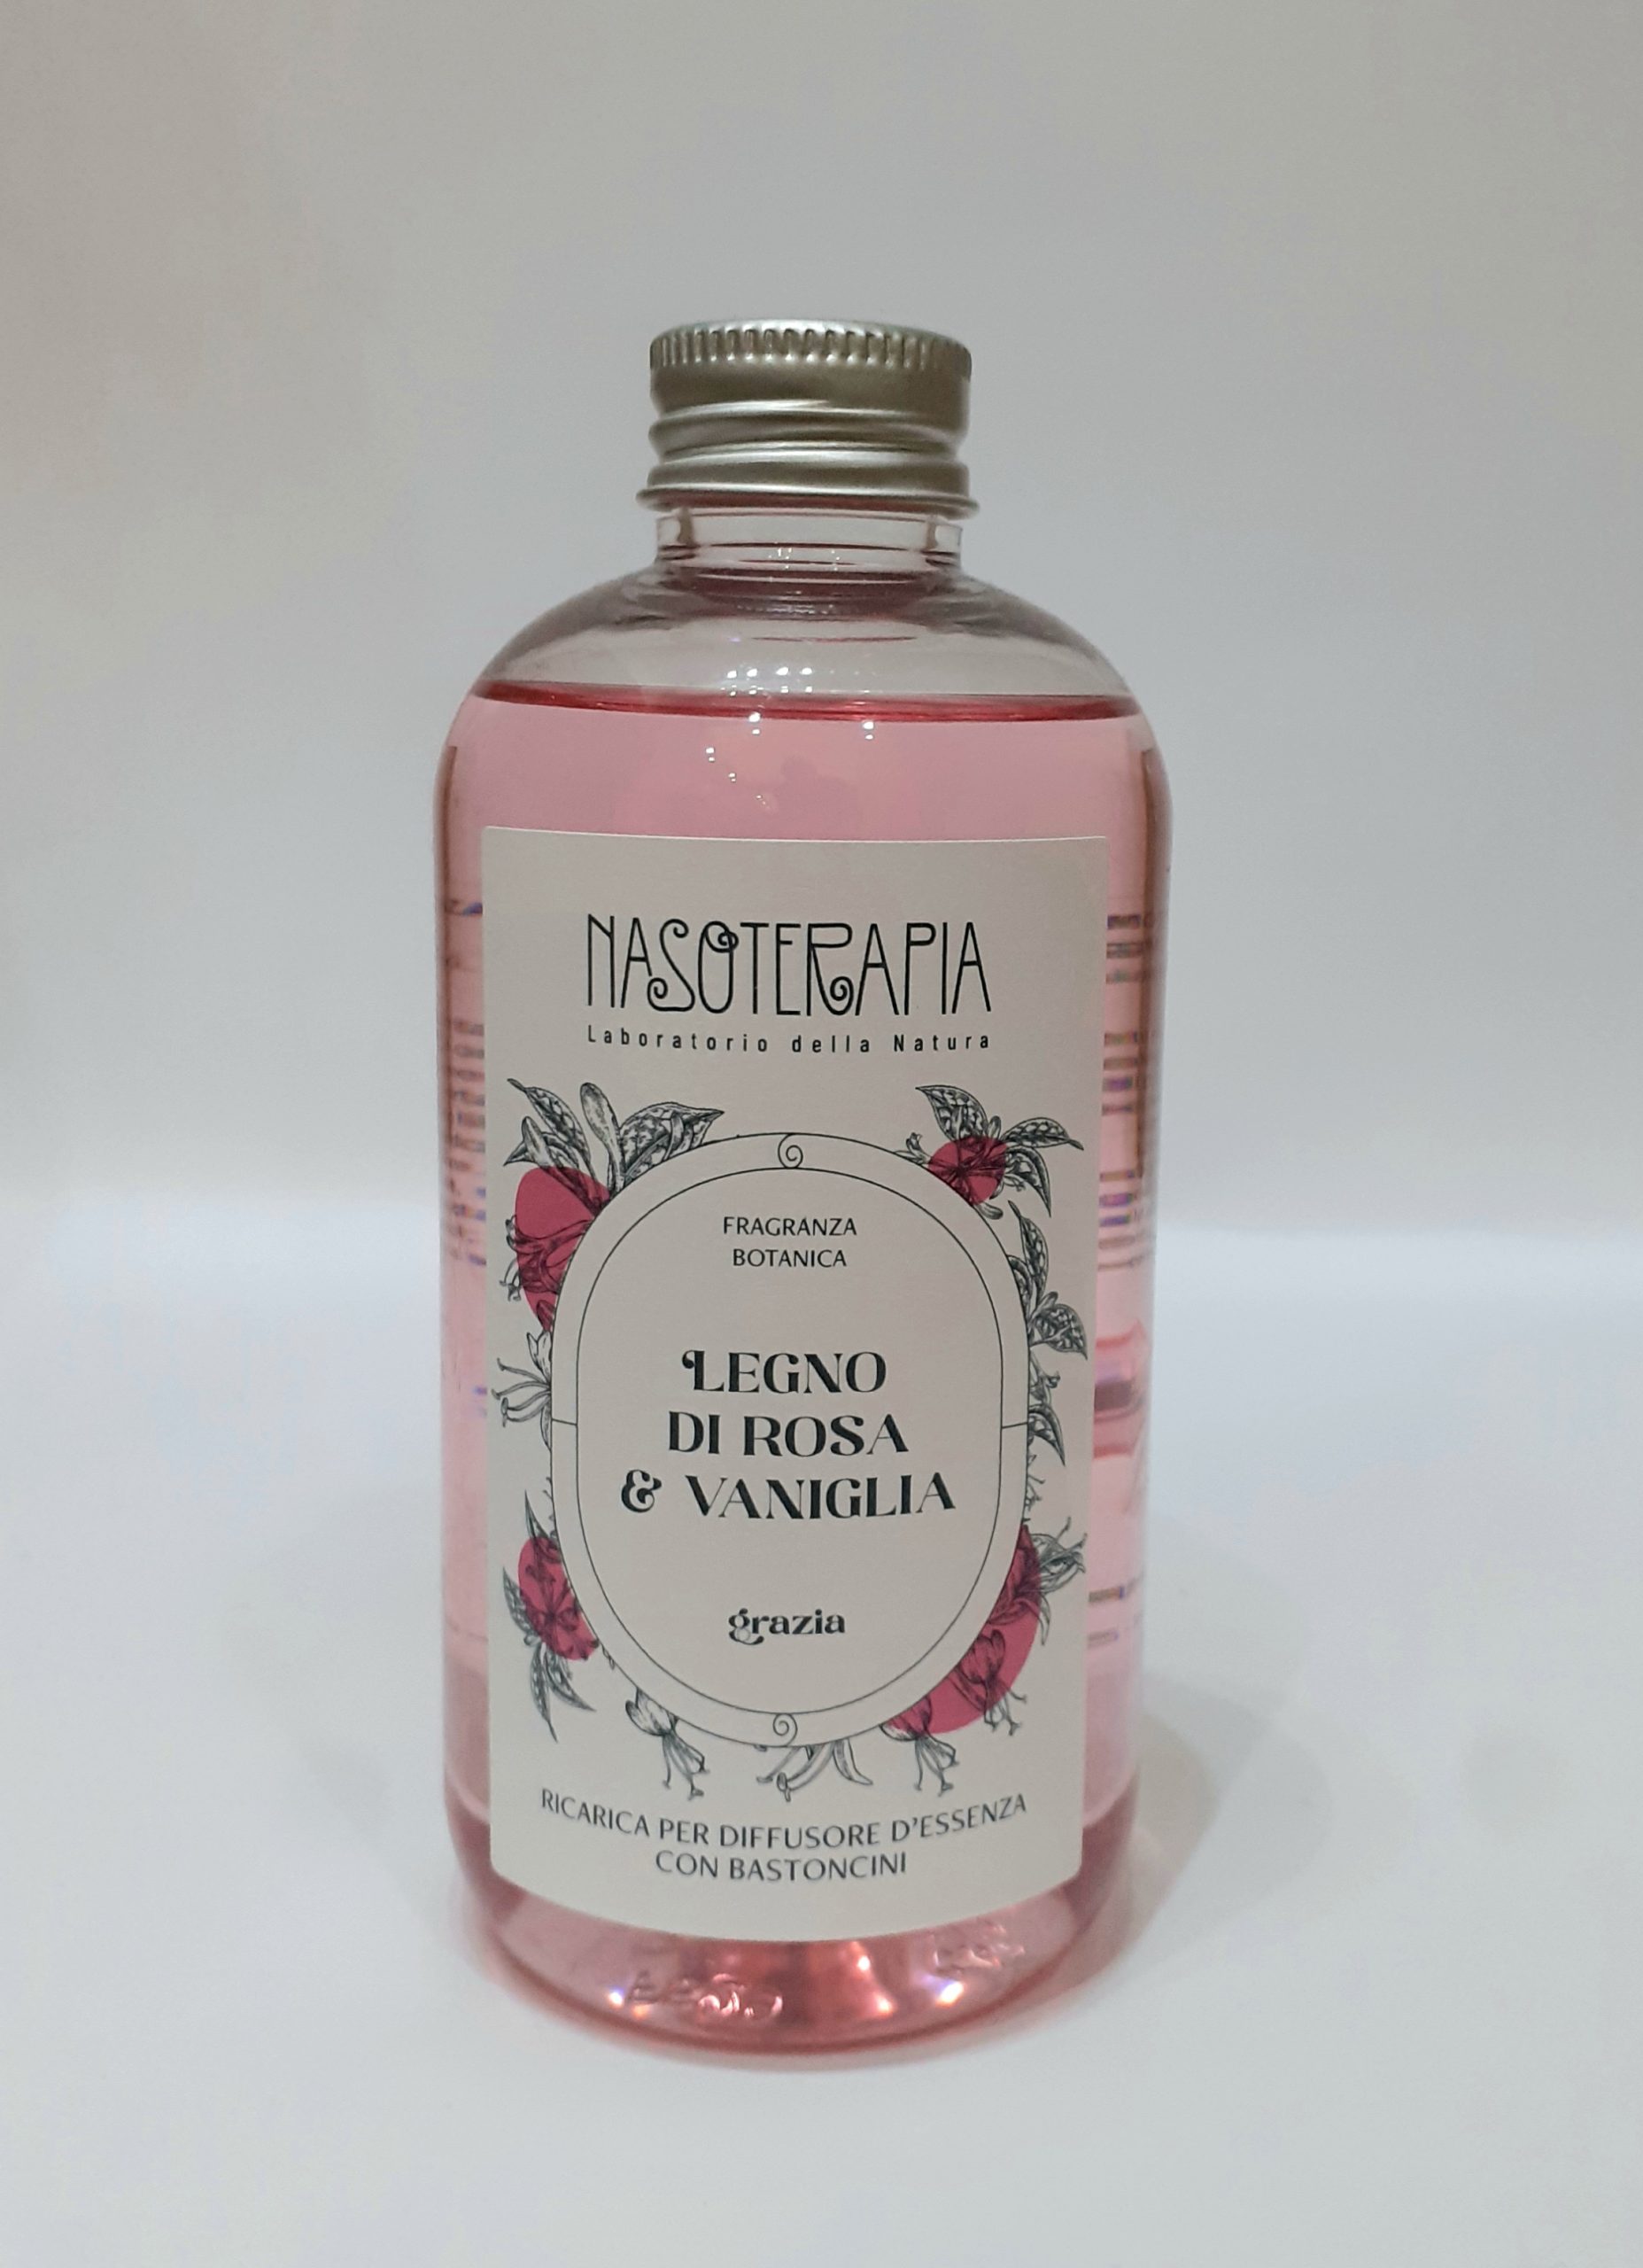 NASOTERAPIA
Laboratorio della Natura
FRAGRANZA
BOTANICA
LEGNO
DI ROSA
& VANIGLIA
grazia
RICARICA PER DIFFUSORE D'ESSENZA
CON BASTONCINI